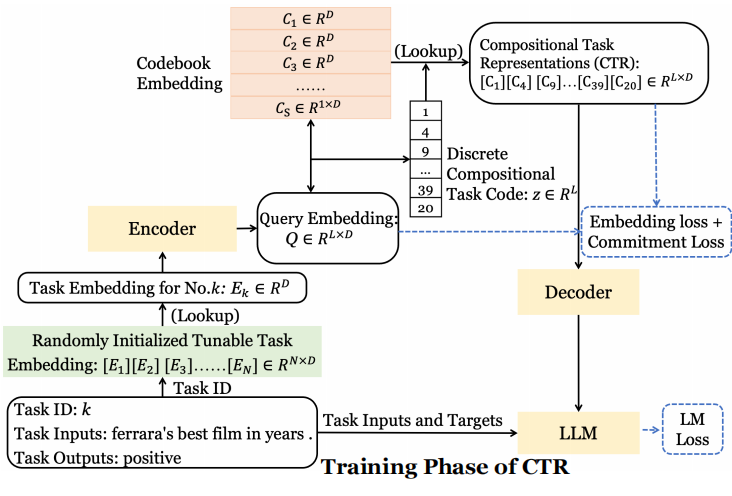 C₁ ∈ Rᴰ
C₂ ∈ Rᴰ
C₃ ∈ Rᴰ
......
C_S ∈ R^{1×D}
Codebook
Embedding
(Lookup)
Compositional Task
Representations (CTR):
[C₁][C₄] [C₉]...[C₃₉][C₂₀] ∈ R^{L×D}
1
4
9
...
39
20
Discrete
Compositional
Task Code: z ∈ R^L
Encoder
Query Embedding:
Q ∈ R^{L×D}
Embedding loss +
Commitment Loss
Task Embedding for No.k: E_k ∈ R^D
(Lookup)
Decoder
Randomly Initialized Tunable Task
Embedding: [E₁][E₂] [E₃]......[E_N] ∈ R^{N×D}
Task ID
Task ID: k
Task Inputs: ferrara's best film in years .
Task Outputs: positive
Task Inputs and Targets
LLM
LM
Loss
Training Phase of CTR